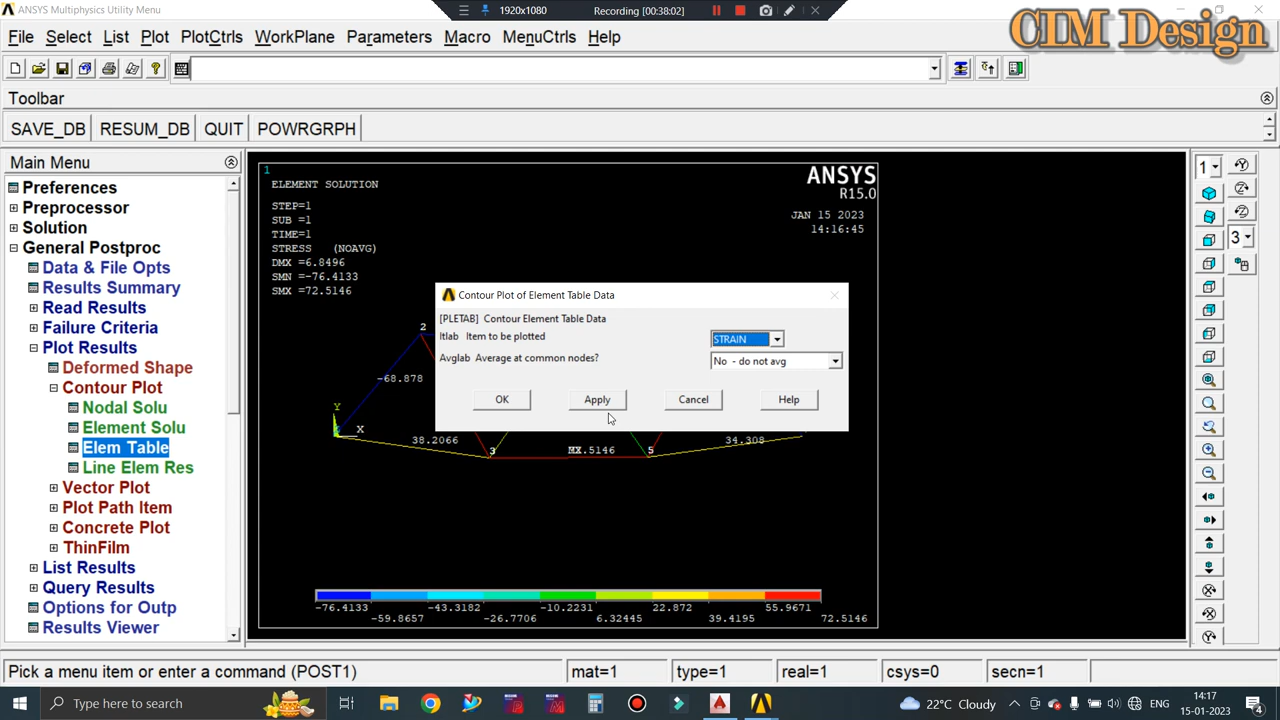 ANSYS Multiphysics Utility Menu
1920x1080
Recording [00:38:02]
CIM Design
File Select List Plot PlotCtrls WorkPlane Parameters Macro MenuCtrls Help
Toolbar
SAVE_DB RESUM_DB QUIT POWRGRPH
Main Menu
Preferences
Preprocessor
Solution
General Postproc
Data & File Opts
Results Summary
Read Results
Failure Criteria
Plot Results
Deformed Shape
Contour Plot
Nodal Solu
Element Solu
Elem Table
Line Elem Res
Vector Plot
Plot Path Item
Concrete Plot
ThinFilm
List Results
Query Results
Options for Outp
Results Viewer
1
ELEMENT SOLUTION
STEP=1
SUB =1
TIME=1
STRESS (NOAVG)
DMX =6.8496
SMN =-76.4133
SMX =72.5146
ANSYS
R15.0
JAN 15 2023
14:16:45
Contour Plot of Element Table Data
[PLETAB] Contour Element Table Data
Itlab Item to be plotted
STRAIN
Avglab Average at common nodes?
No - do not avg
OK Apply Cancel Help
2
-68.878
Y
X
38.2066
3
.5146
5
34.308
-76.4133 -43.3182 -10.2231 22.872 55.9671
-59.8657 -26.7706 6.32445 39.4195 72.5146
1
3
Pick a menu item or enter a command (POST1)
mat=1 type=1 real=1 csys=0 secn=1
Type here to search
22°C Cloudy
ENG
14:17
15-01-2023
4